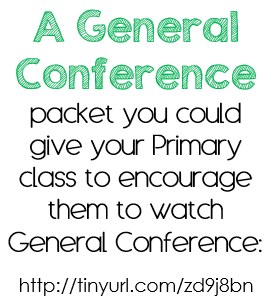 A General
Conference
packet you could
give your Primary
class to encourage
them to watch
General Conference:
http://tinyurl.com/zd9j8bn